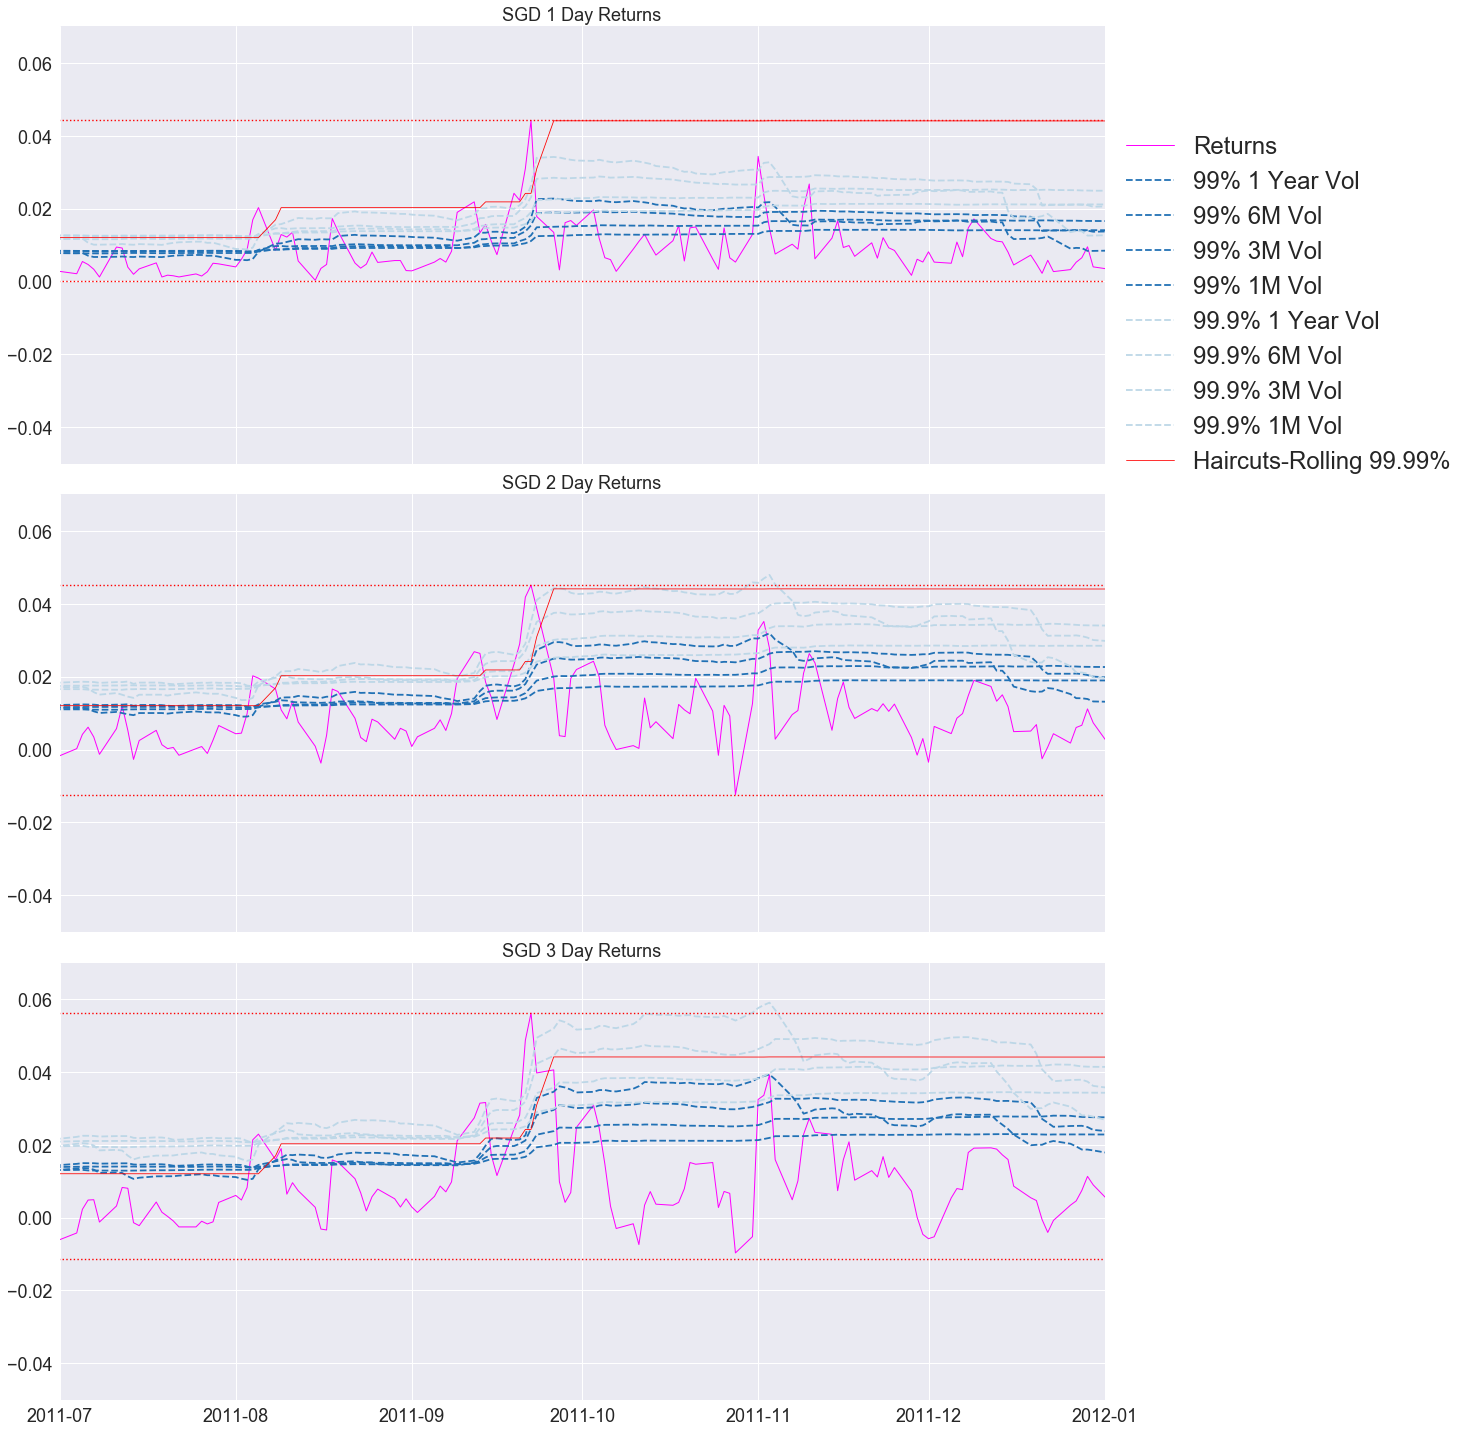 SGD 1 Day Returns
0.06
0.04
0.02
0.00
−0.02
−0.04
Returns
99% 1 Year Vol
99% 6M Vol
99% 3M Vol
99% 1M Vol
99.9% 1 Year Vol
99.9% 6M Vol
99.9% 3M Vol
99.9% 1M Vol
Haircuts-Rolling 99.99%
SGD 2 Day Returns
0.06
0.04
0.02
0.00
−0.02
−0.04
SGD 3 Day Returns
0.06
0.04
0.02
0.00
−0.02
−0.04
2011-07 2011-08 2011-09 2011-10 2011-11 2011-12 2012-01